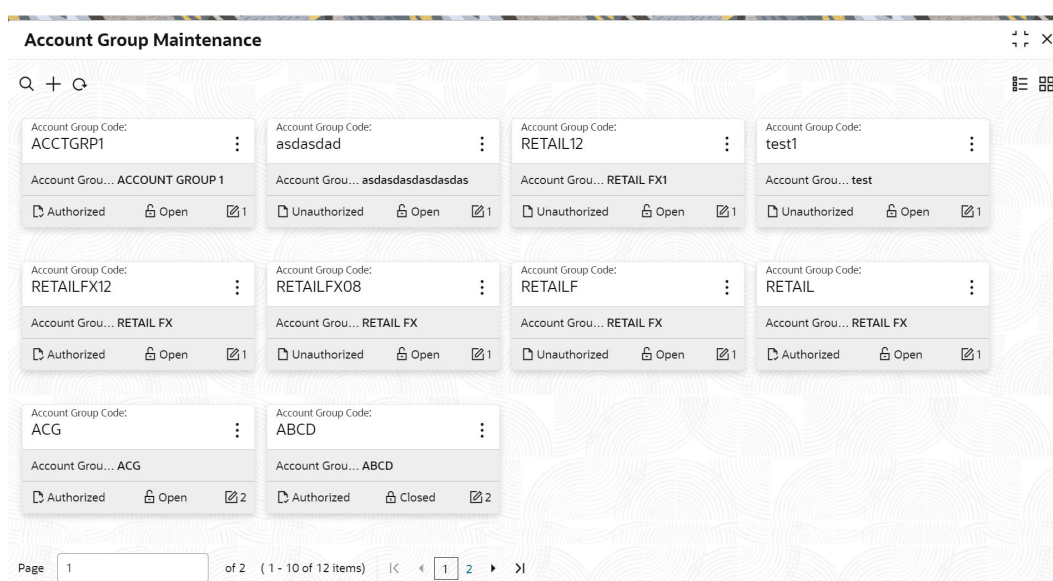 Account Group Maintenance
Account Group Code: Account Group Code: Account Group Code: Account Group Code:
ACCTGRP1 asdasdad RETAIL12 test1
Account Grou... ACCOUNT GROUP 1 Account Grou... asdasdasdasdasdas Account Grou... RETAIL FX1 Account Grou... test
Authorized Open 1 Unauthorized Open 1 Unauthorized Open 1 Unauthorized Open 1
Account Group Code: Account Group Code: Account Group Code: Account Group Code:
RETAILFX12 RETAILFX08 RETAILF RETAIL
Account Grou... RETAIL FX Account Grou... RETAIL FX Account Grou... RETAIL FX Account Grou... RETAIL FX
Authorized Open 1 Unauthorized Open 1 Unauthorized Open 1 Authorized Open 1
Account Group Code: Account Group Code:
ACG ABCD
Account Grou... ACG Account Grou... ABCD
Authorized Open 2 Authorized Closed 2
Page 1 of 2 ( 1 - 10 of 12 items) 1 2